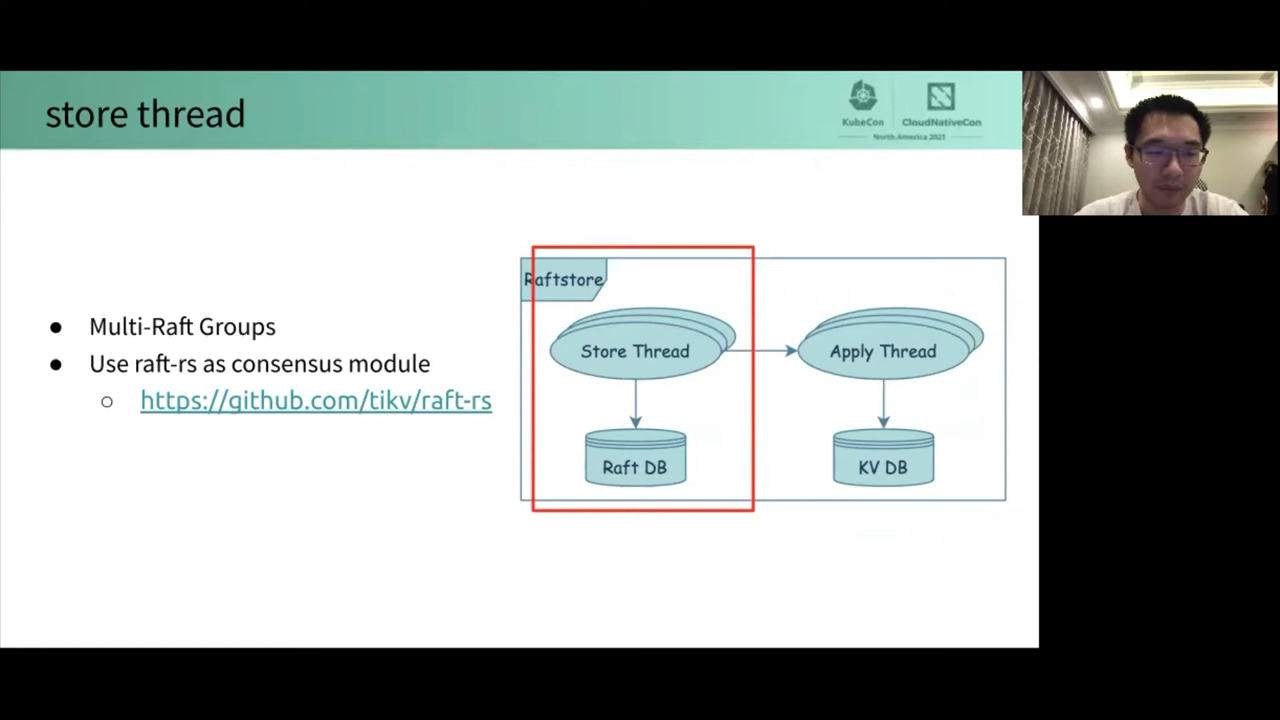 store thread
KubeCon
CloudNativeCon
North America 2021
● Multi-Raft Groups
● Use raft-rs as consensus module
○ https://github.com/tikv/raft-rs
Raftstore
Store Thread
Apply Thread
Raft DB
KV DB